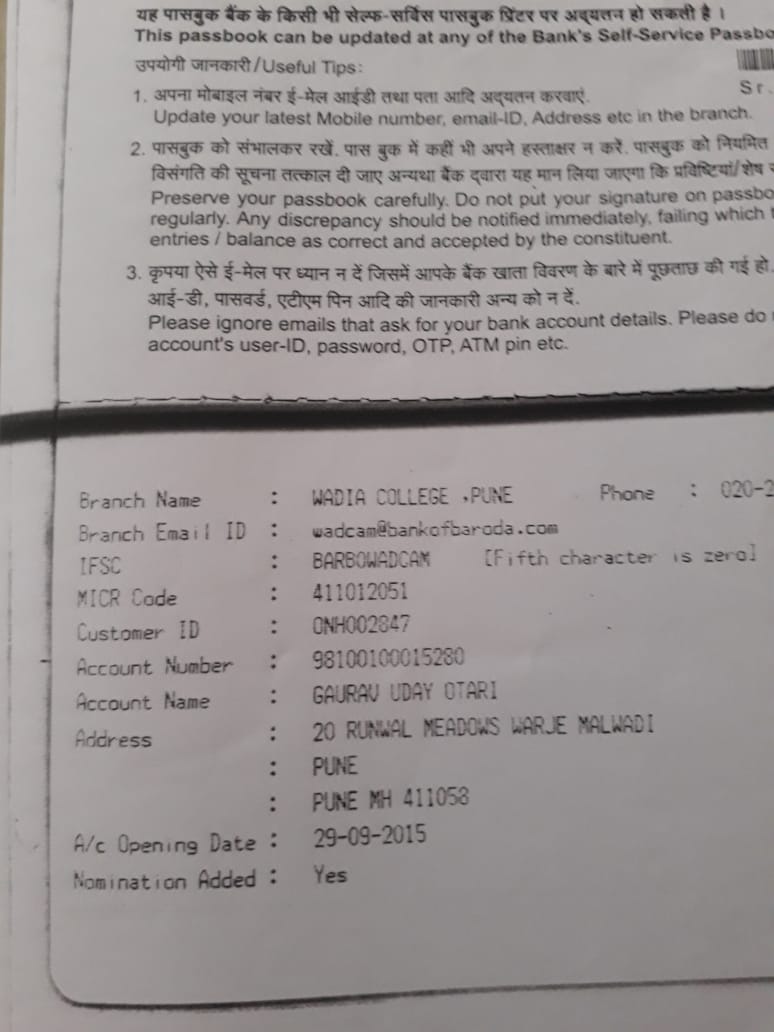 यह पासबुक बैंक के किसी भी सेल्फ-सर्विस पासबुक प्रिंटर पर अद्यतन हो सकती है ।
This passbook can be updated at any of the Bank's Self-Service Passbo
उपयोगी जानकारी/Useful Tips:
Sr.
1. अपना मोबाइल नंबर ई-मेल आईडी तथा पता आदि अद्यतन करवाएं.
Update your latest Mobile number, email-ID, Address etc in the branch.
2. पासबुक को संभालकर रखें. पास बुक में कहीं भी अपने हस्ताक्षर न करें. पासबुक को नियमित
विसंगति की सूचना तत्काल दी जाए अन्यथा बैंक द्वारा यह मान लिया जाएगा कि प्रविष्टियां/शेष
Preserve your passbook carefully. Do not put your signature on passbo
regularly. Any discrepancy should be notified immediately, failing which
entries / balance as correct and accepted by the constituent.
3. कृपया ऐसे ई-मेल पर ध्यान न दें जिसमें आपके बैंक खाता विवरण के बारे में पूछताछ की गई हो.
आई-डी, पासवर्ड, एटीएम पिन आदि की जानकारी अन्य को न दें.
Please ignore emails that ask for your bank account details. Please do
account's user-ID, password, OTP, ATM pin etc.
Branch Name : WADIA COLLEGE ,PUNE Phone : 020-2
Branch Email ID : wadcam@bankofbaroda.com
IFSC : BARB0WADCAM [Fifth character is zero]
MICR Code : 411012051
Customer ID : ONH002847
Account Number : 98100100015280
Account Name : GAURAV UDAY OTARI
Address : 20 RUNWAL MEADOWS WARJE MALWADI
: PUNE
: PUNE MH 411058
A/c Opening Date : 29-09-2015
Nomination Added : Yes